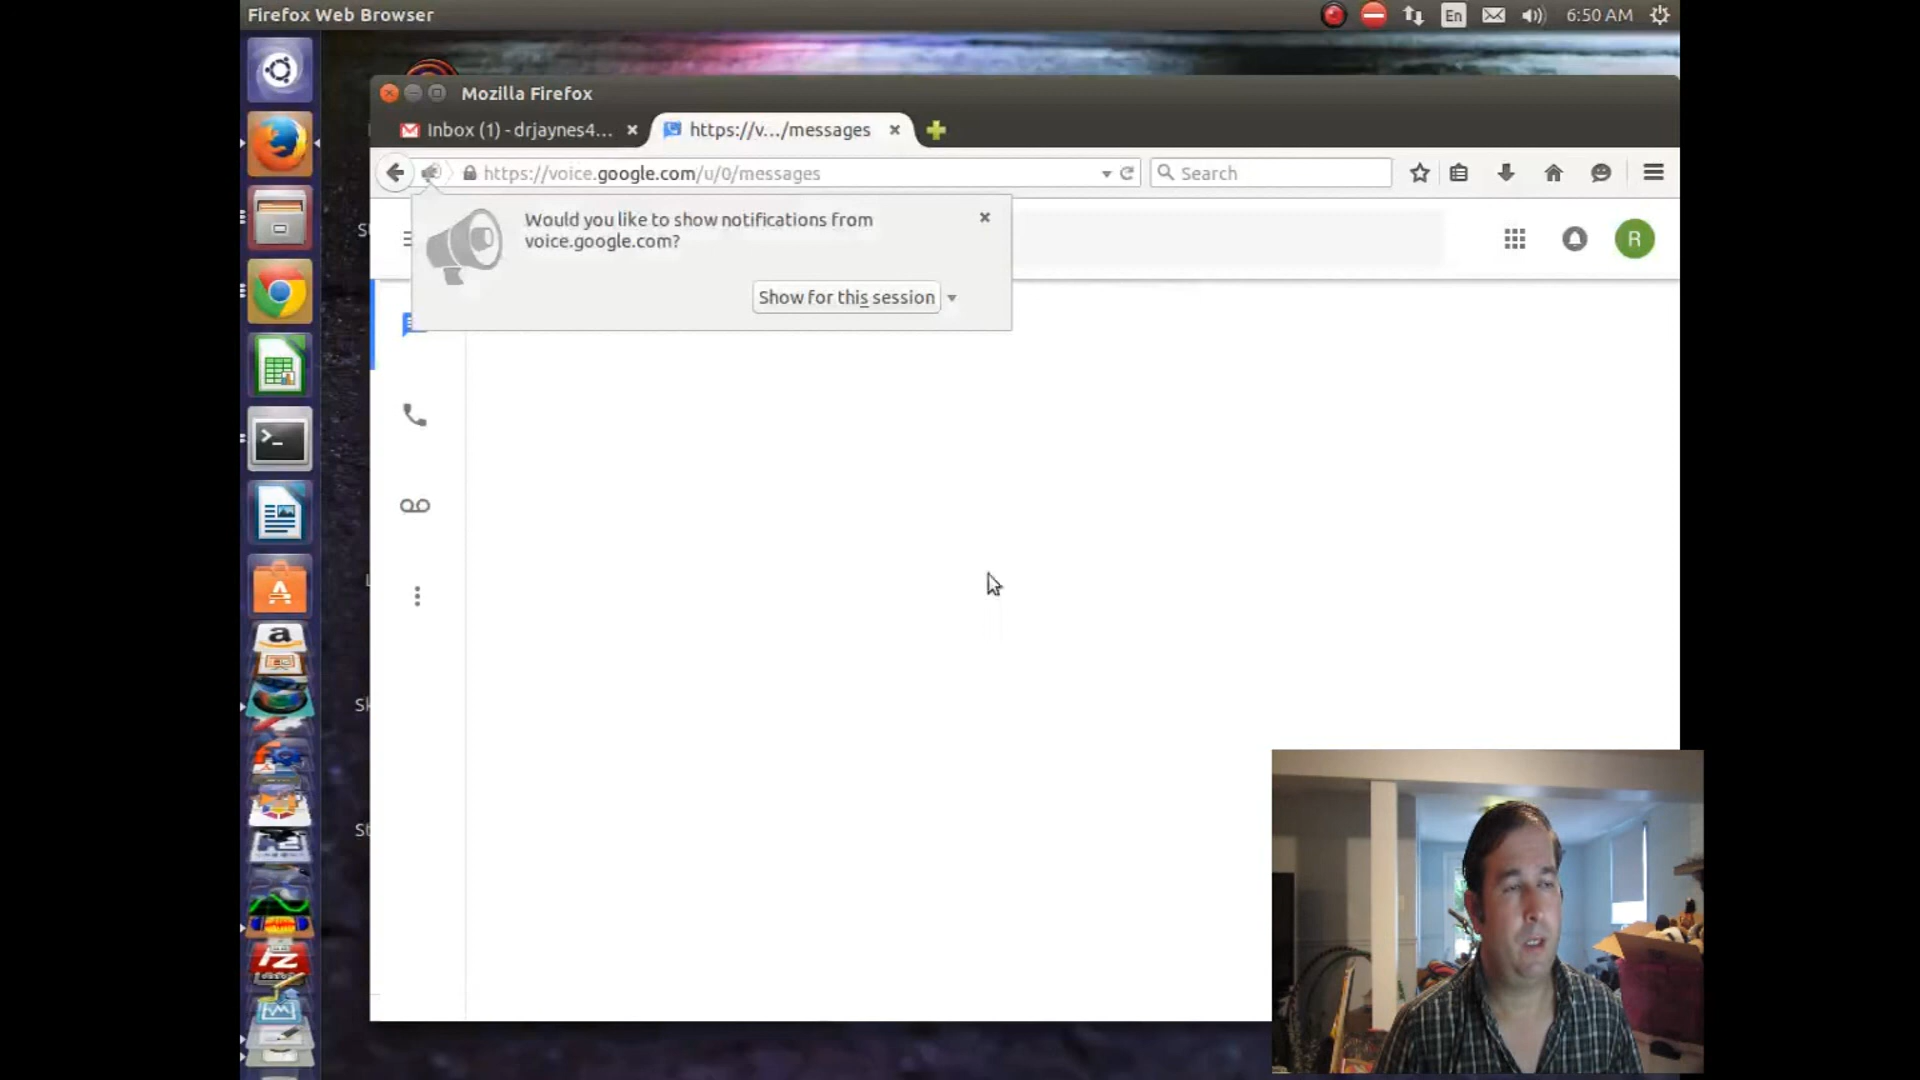 Firefox Web Browser
En
6:50 AM
Mozilla Firefox
Inbox (1) - drjaynes4...
https://v.../messages
https://voice.google.com/u/0/messages
Search
Would you like to show notifications from
voice.google.com?
Show for this session
R